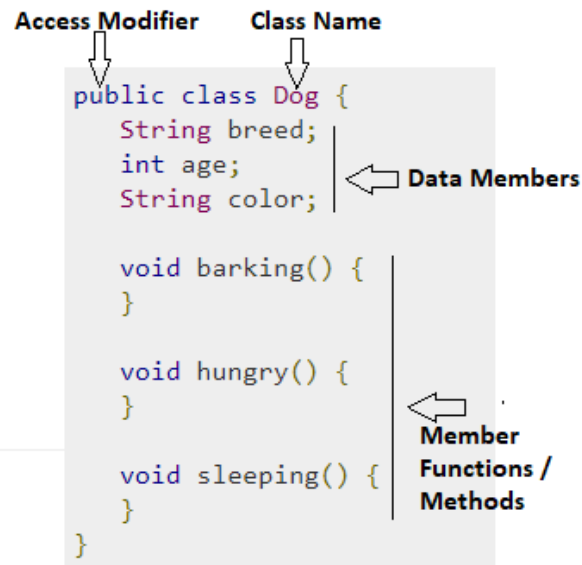 Access Modifier Class Name
public class Dog {
String breed;
int age;
String color;
Data Members
void barking() {
}
void hungry() {
}
Member
Functions /
Methods
void sleeping() {
}
}